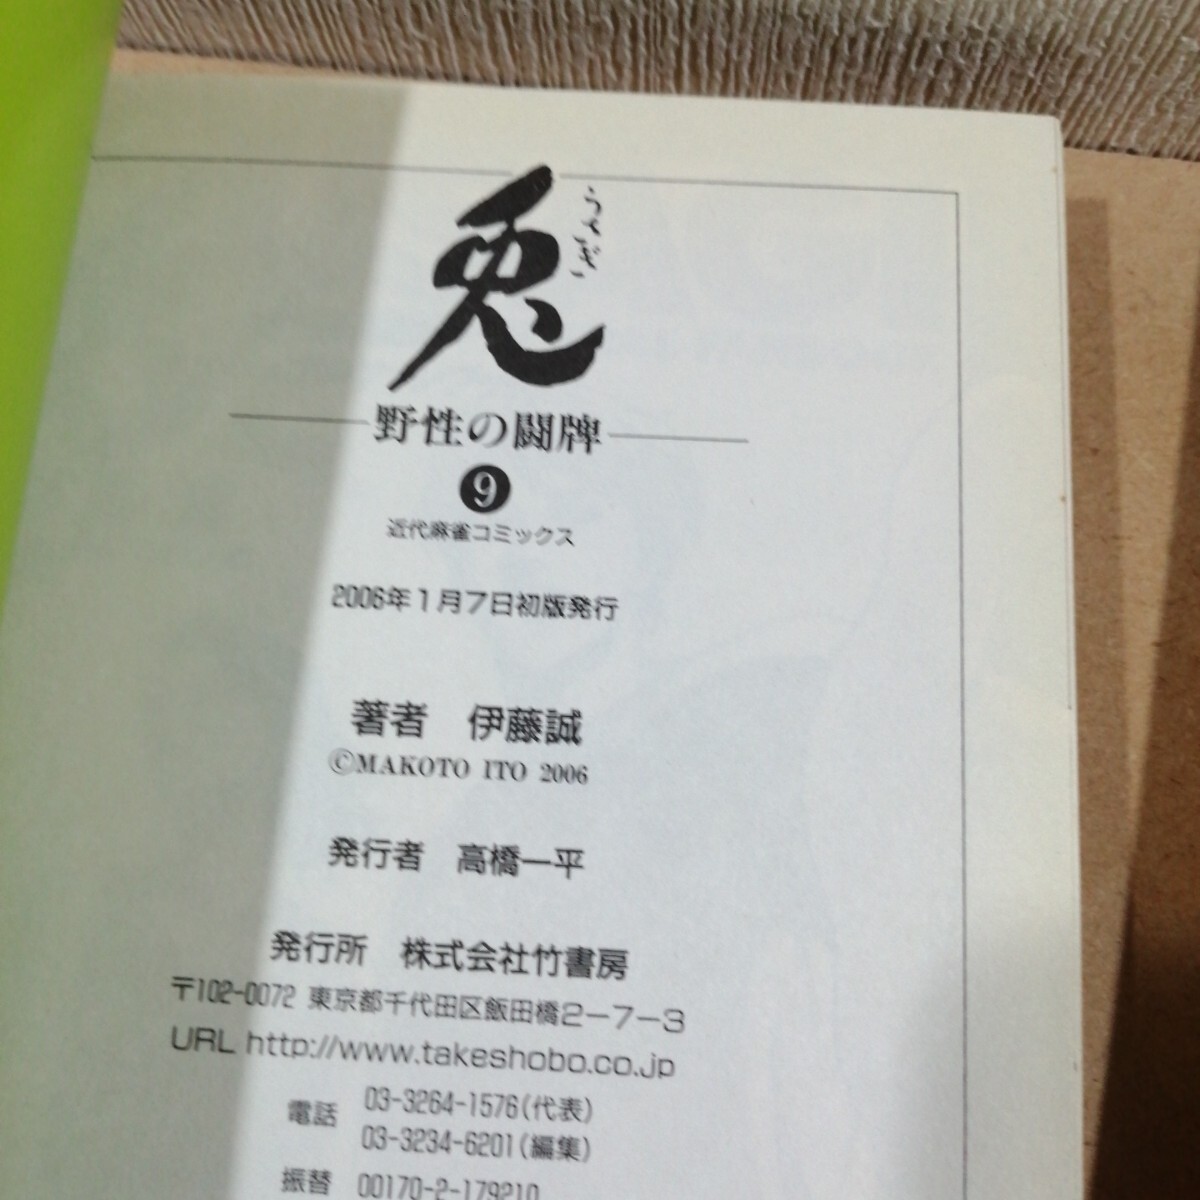 兎
うさぎ
野性の闘牌
9
近代麻雀コミックス
2006年1月7日初版発行
著者　伊藤誠
©MAKOTO ITO 2006
発行者　高橋一平
発行所　株式会社竹書房
〒102-0072 東京都千代田区飯田橋2-7-3
URL http://www.takeshobo.co.jp
電話　03-3264-1576(代表)
03-3234-6201(編集)
振替　00170-2-179210